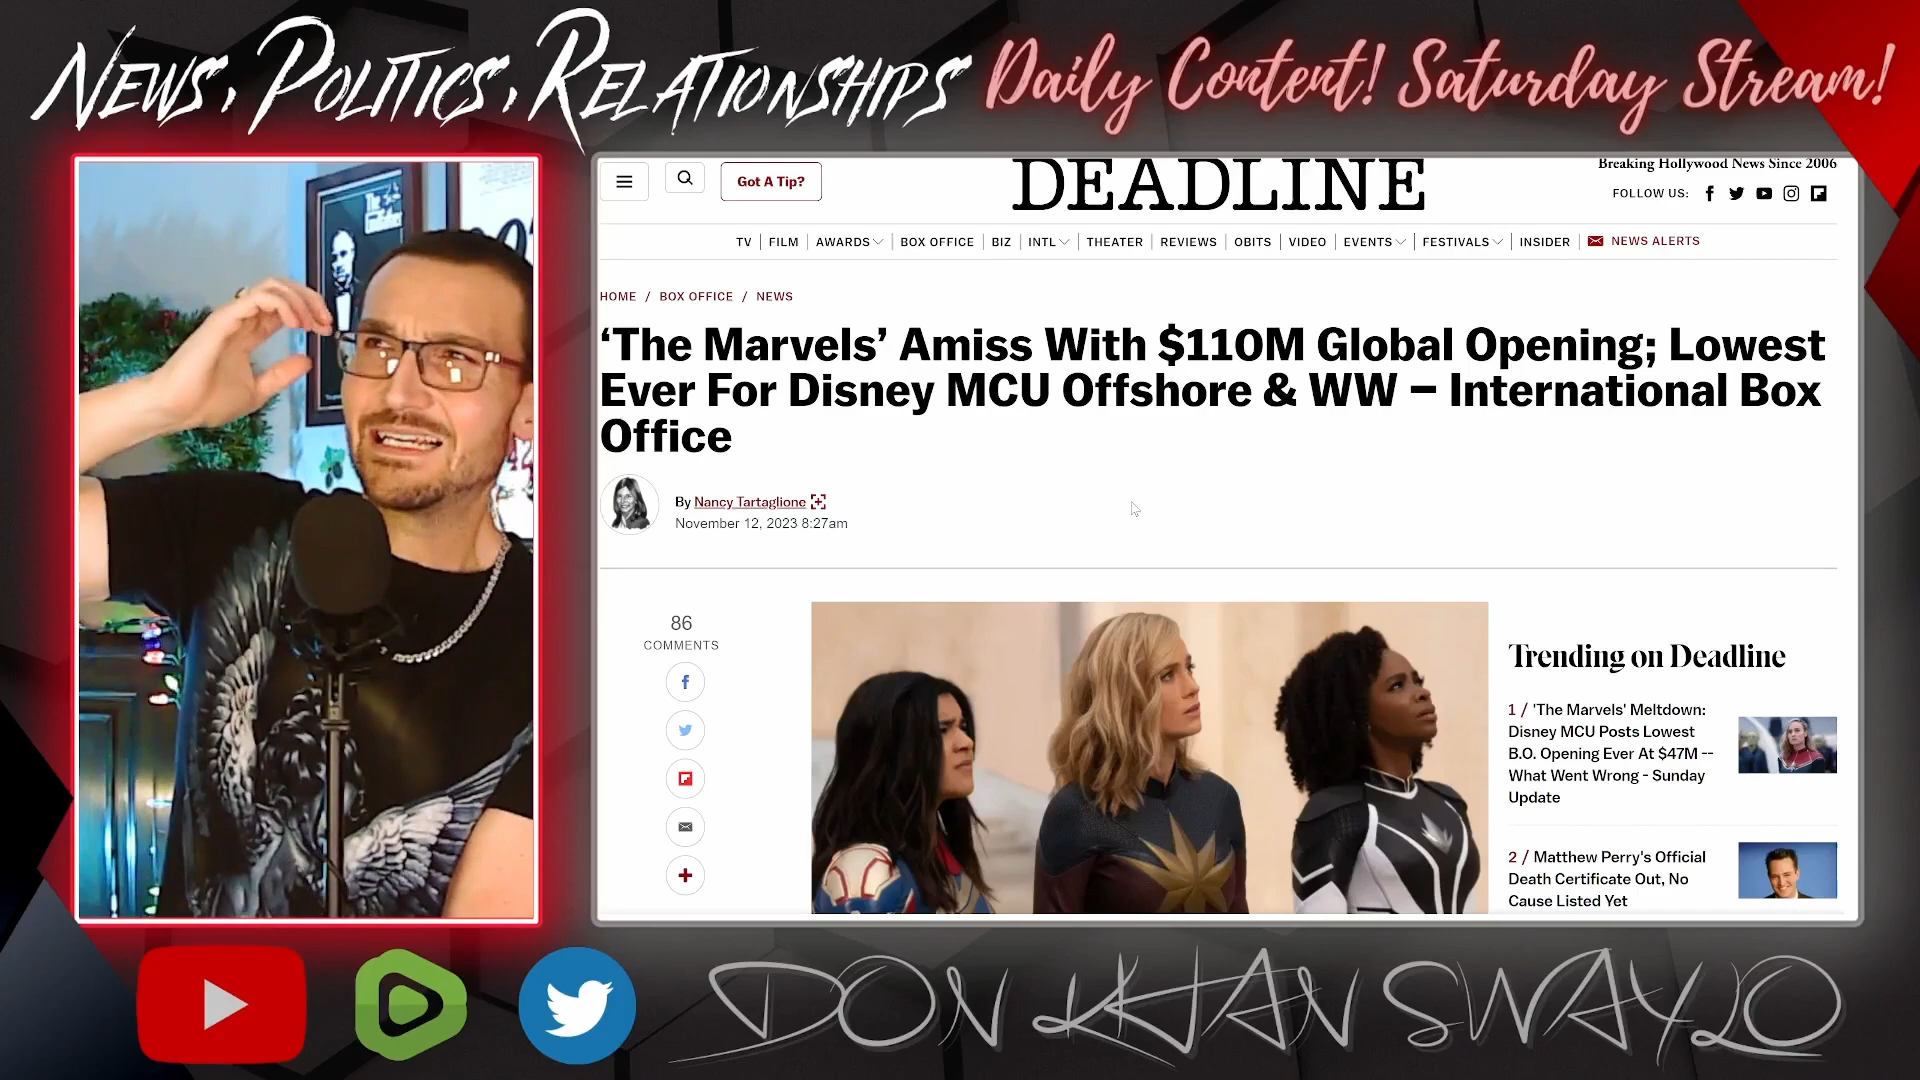 News, Politics, Relationships Daily Content! Saturday Stream!
The
Godfather
Got A Tip?
DEADLINE
Breaking Hollywood News Since 2006
FOLLOW US:
TV FILM AWARDS BOX OFFICE BIZ INTL THEATER REVIEWS OBITS VIDEO EVENTS FESTIVALS INSIDER NEWS ALERTS
HOME / BOX OFFICE / NEWS
‘The Marvels’ Amiss With $110M Global Opening; Lowest
Ever For Disney MCU Offshore & WW – International Box
Office
By Nancy Tartaglione
November 12, 2023 8:27am
86
COMMENTS
Trending on Deadline
1 / 'The Marvels' Meltdown:
Disney MCU Posts Lowest
B.O. Opening Ever At $47M --
What Went Wrong - Sunday
Update
2 / Matthew Perry's Official
Death Certificate Out, No
Cause Listed Yet
DON KHAN SWAYLO